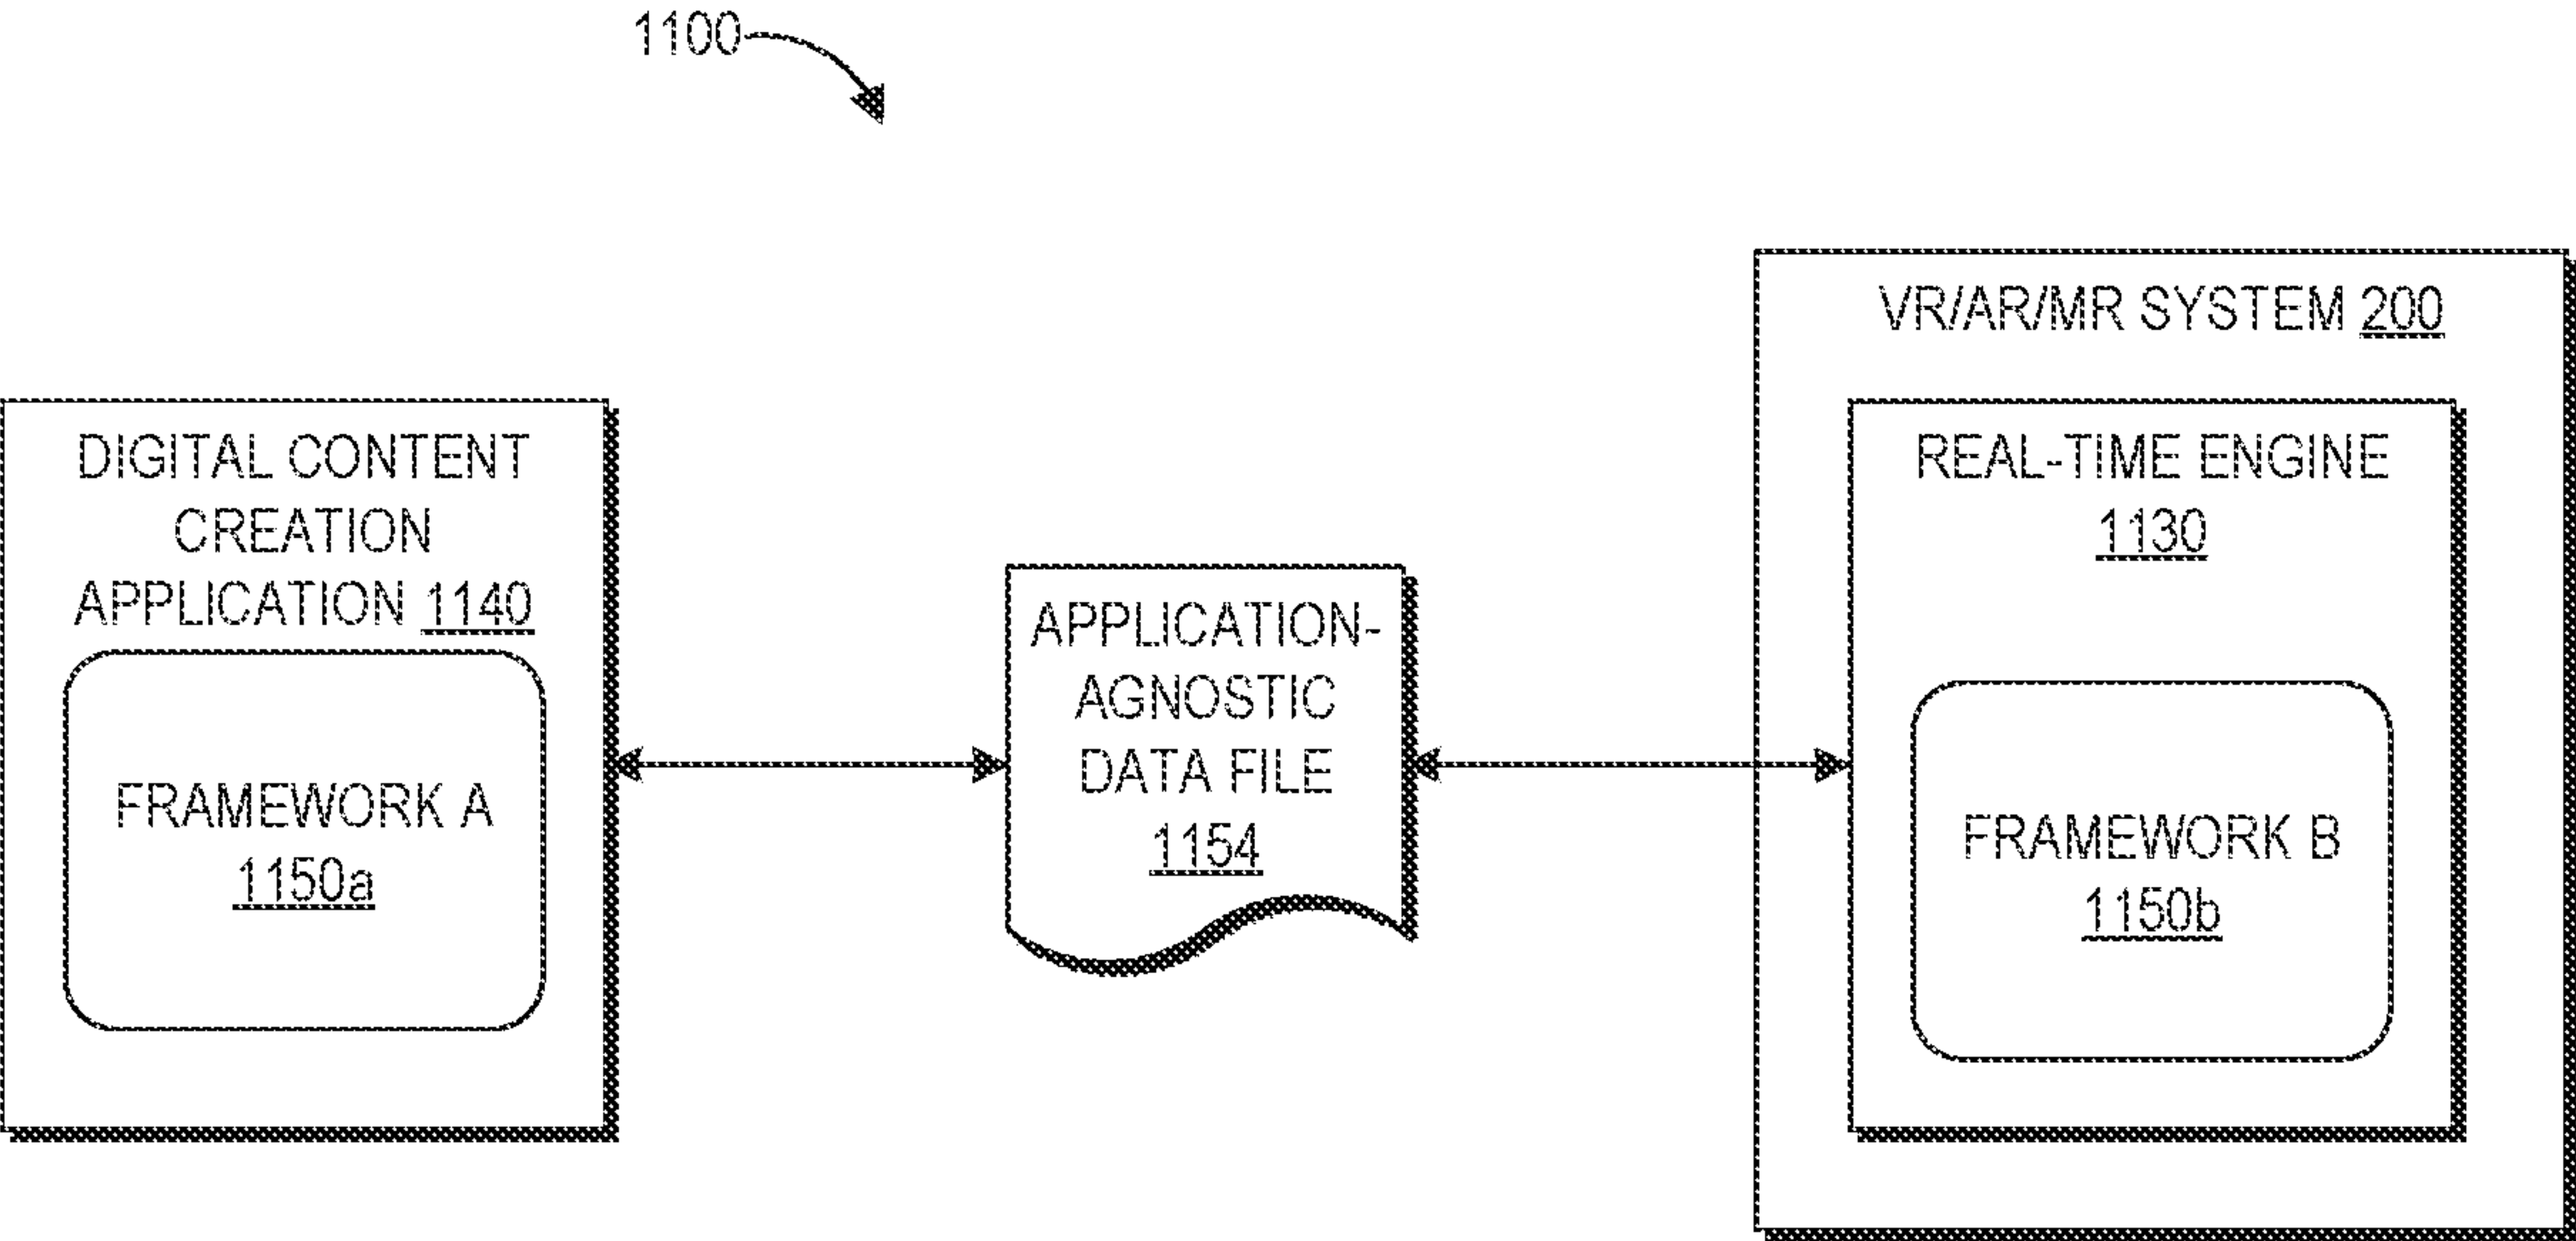 1100
VR/AR/MR SYSTEM 200
DIGITAL CONTENT
CREATION
APPLICATION 1140
FRAMEWORK A
1150a
APPLICATION-
AGNOSTIC
DATA FILE
1154
REAL-TIME ENGINE
1130
FRAMEWORK B
1150b